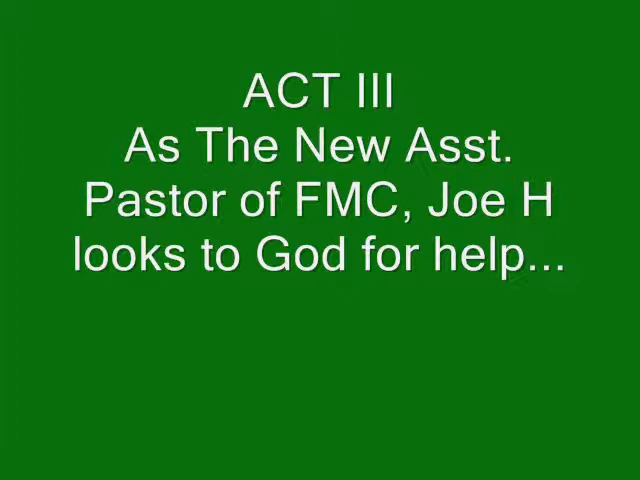 ACT III
As The New Asst.
Pastor of FMC, Joe H
looks to God for help...